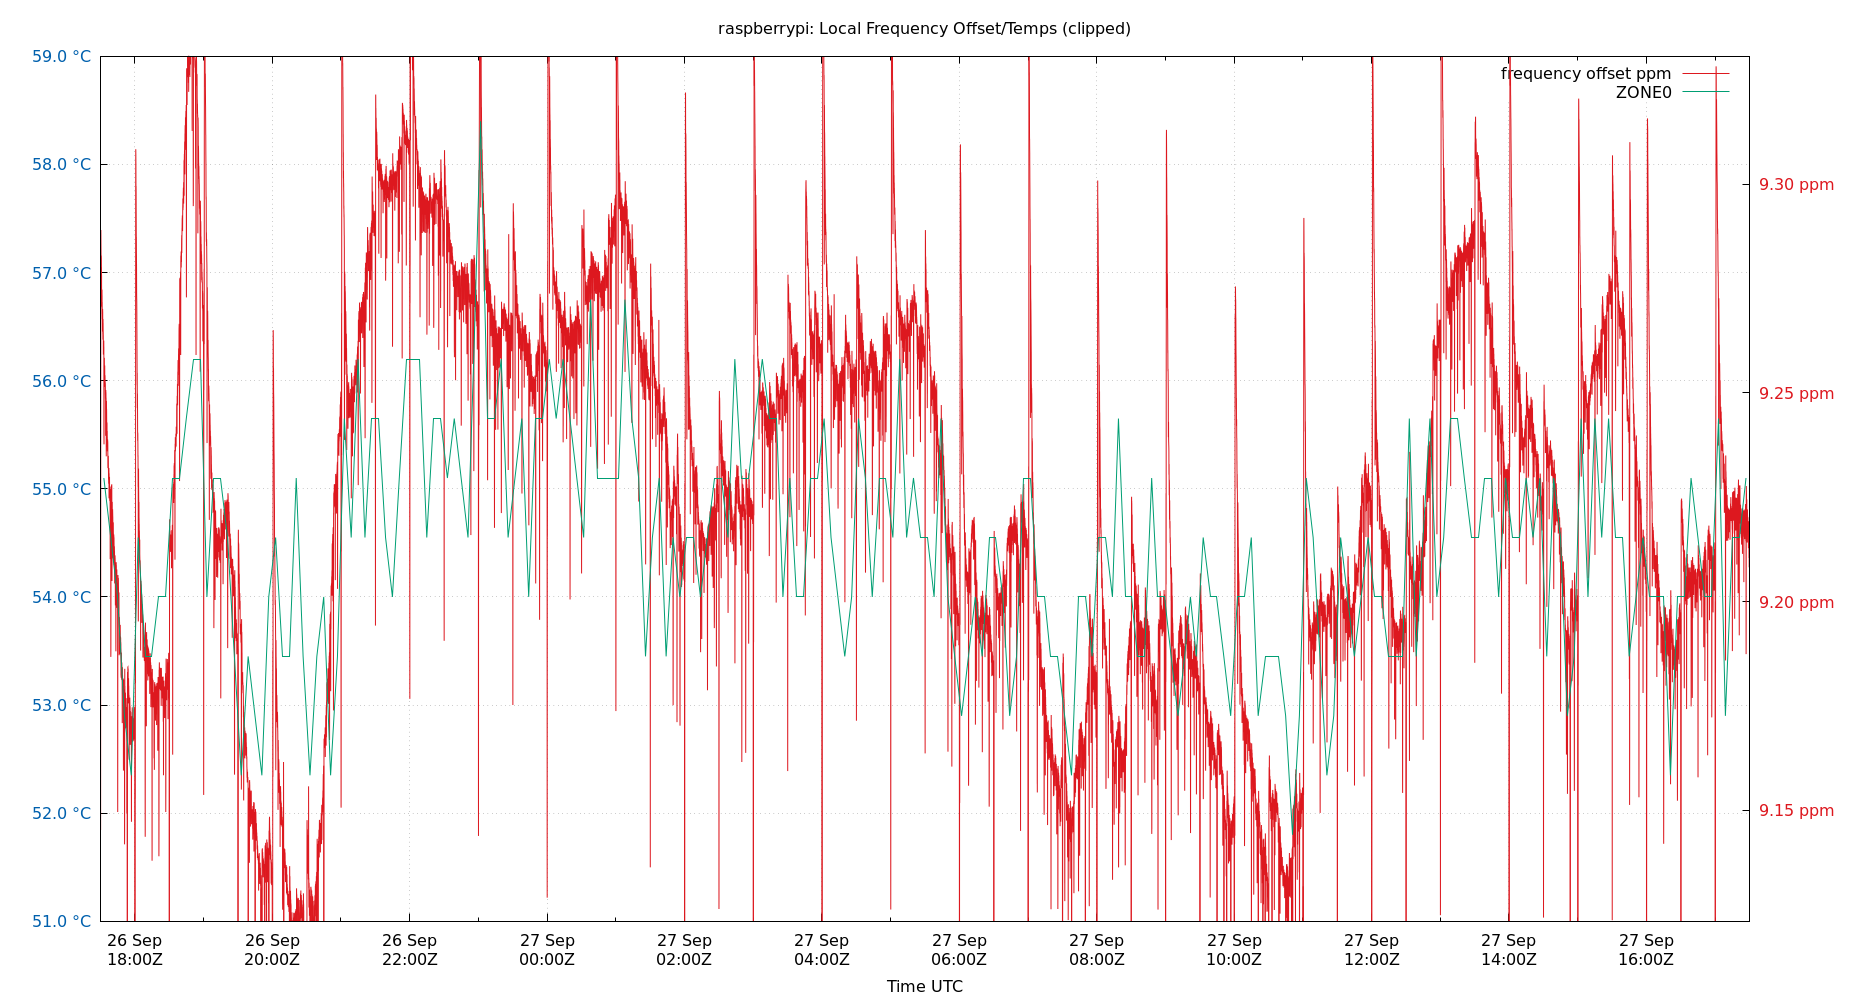 raspberrypi: Local Frequency Offset/Temps (clipped)
59.0 °C
58.0 °C
57.0 °C
56.0 °C
55.0 °C
54.0 °C
53.0 °C
52.0 °C
51.0 °C
frequency offset ppm
ZONE0
9.30 ppm
9.25 ppm
9.20 ppm
9.15 ppm
26 Sep 26 Sep 26 Sep 27 Sep 27 Sep 27 Sep 27 Sep 27 Sep 27 Sep 27 Sep 27 Sep 27 Sep
18:00Z 20:00Z 22:00Z 00:00Z 02:00Z 04:00Z 06:00Z 08:00Z 10:00Z 12:00Z 14:00Z 16:00Z
Time UTC